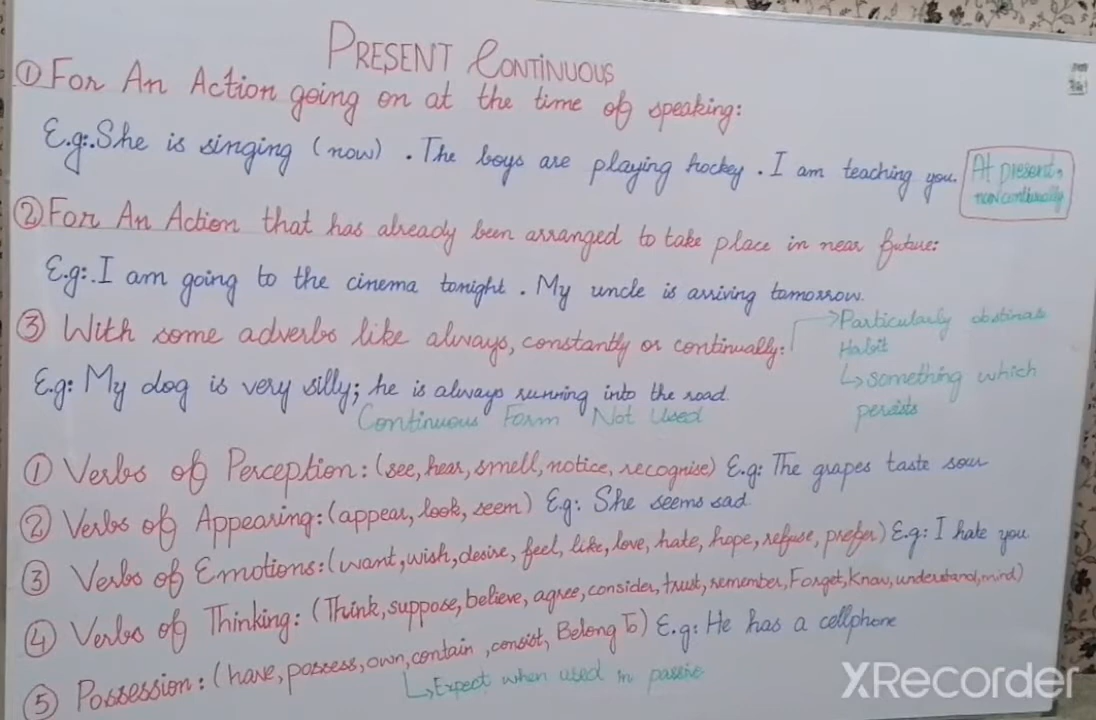 PRESENT CONTINUOUS
① For An Action going on at the time of speaking:
E.g:. She is singing (now) . The boys are playing hockey . I am teaching you.
At present,
now continually
② For An Action that has already been arranged to take place in near future:
E.g:. I am going to the cinema tonight . My uncle is arriving tomorrow.
③ With some adverbs like always, constantly or continually:
Particularly obstinate
Habit
↳ something which
persists
E.g: My dog is very silly; he is always running into the road.
Continuous Form Not Used
① Verbs of Perception: (see, hear, smell, notice, recognise) E.g: The grapes taste sour
② Verbs of Appearing: (appear, look, seem) E.g: She seems sad.
③ Verbs of Emotions: (want, wish, desire, feel, like, love, hate, hope, refuse, prefer) E.g: I hate you
④ Verbs of Thinking: (Think, suppose, believe, agree, consider, trust, remember, Forget, Know, understand, mind)
⑤ Possession: (have, possess, own, contain, consist, Belong To) E.g: He has a cellphone
↳ Expect when used in passive
XRecorder